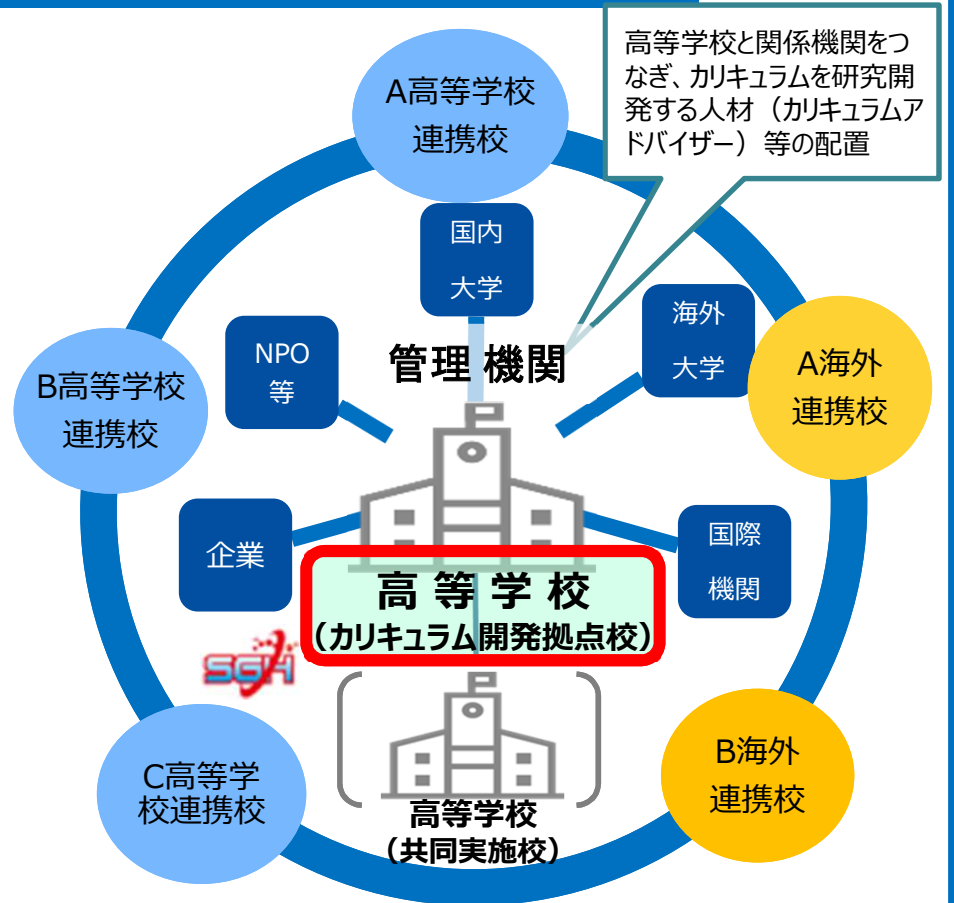 高等学校と関係機関をつ
なぎ、カリキュラムを研究開
発する人材（カリキュラムア
ドバイザー）等の配置
A高等学校
連携校
国内
大学
海外
大学
NPO
等
管理機関
A海外
連携校
B高等学校
連携校
企業
国際
機関
高等学校
（カリキュラム開発拠点校）
SGH
B海外
連携校
C高等学
校連携校
高等学校
（共同実施校）